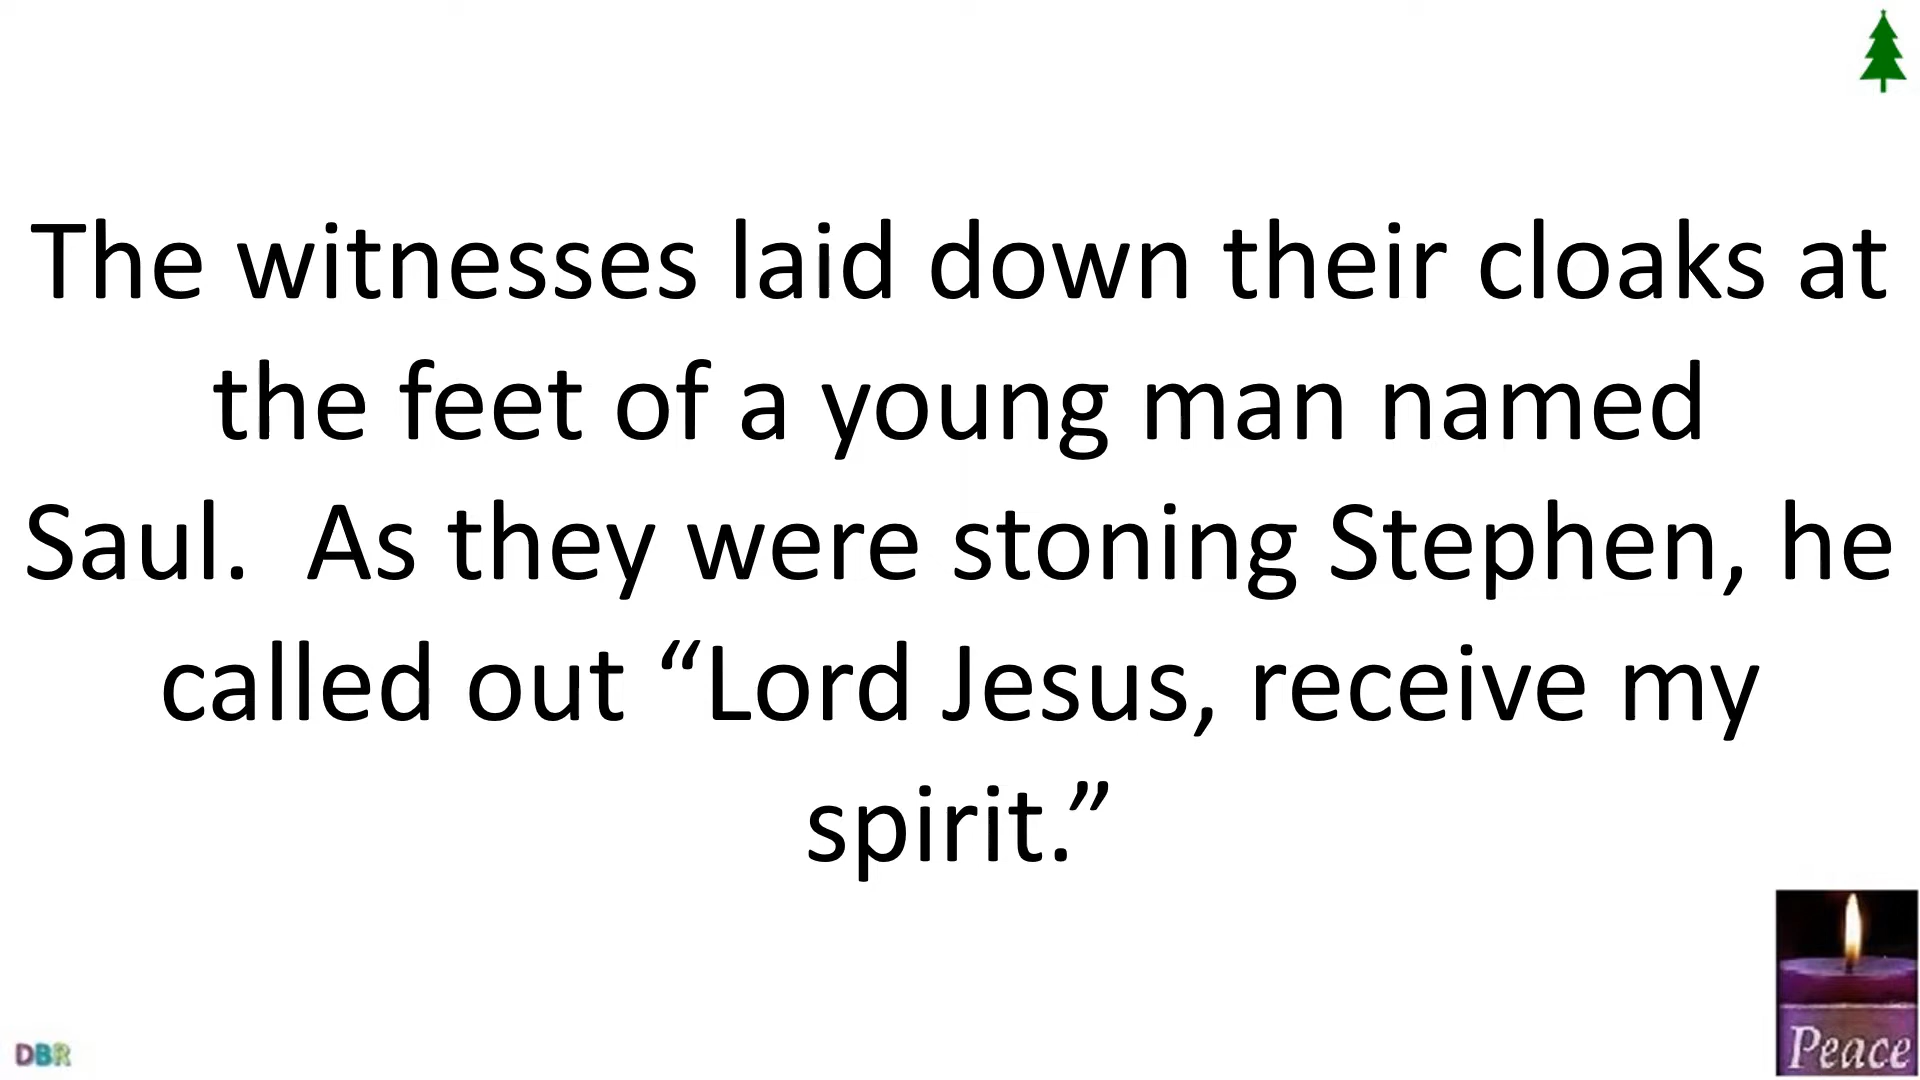 The witnesses laid down their cloaks at
the feet of a young man named
Saul.  As they were stoning Stephen, he
called out “Lord Jesus, receive my
spirit.”
Peace
DBR